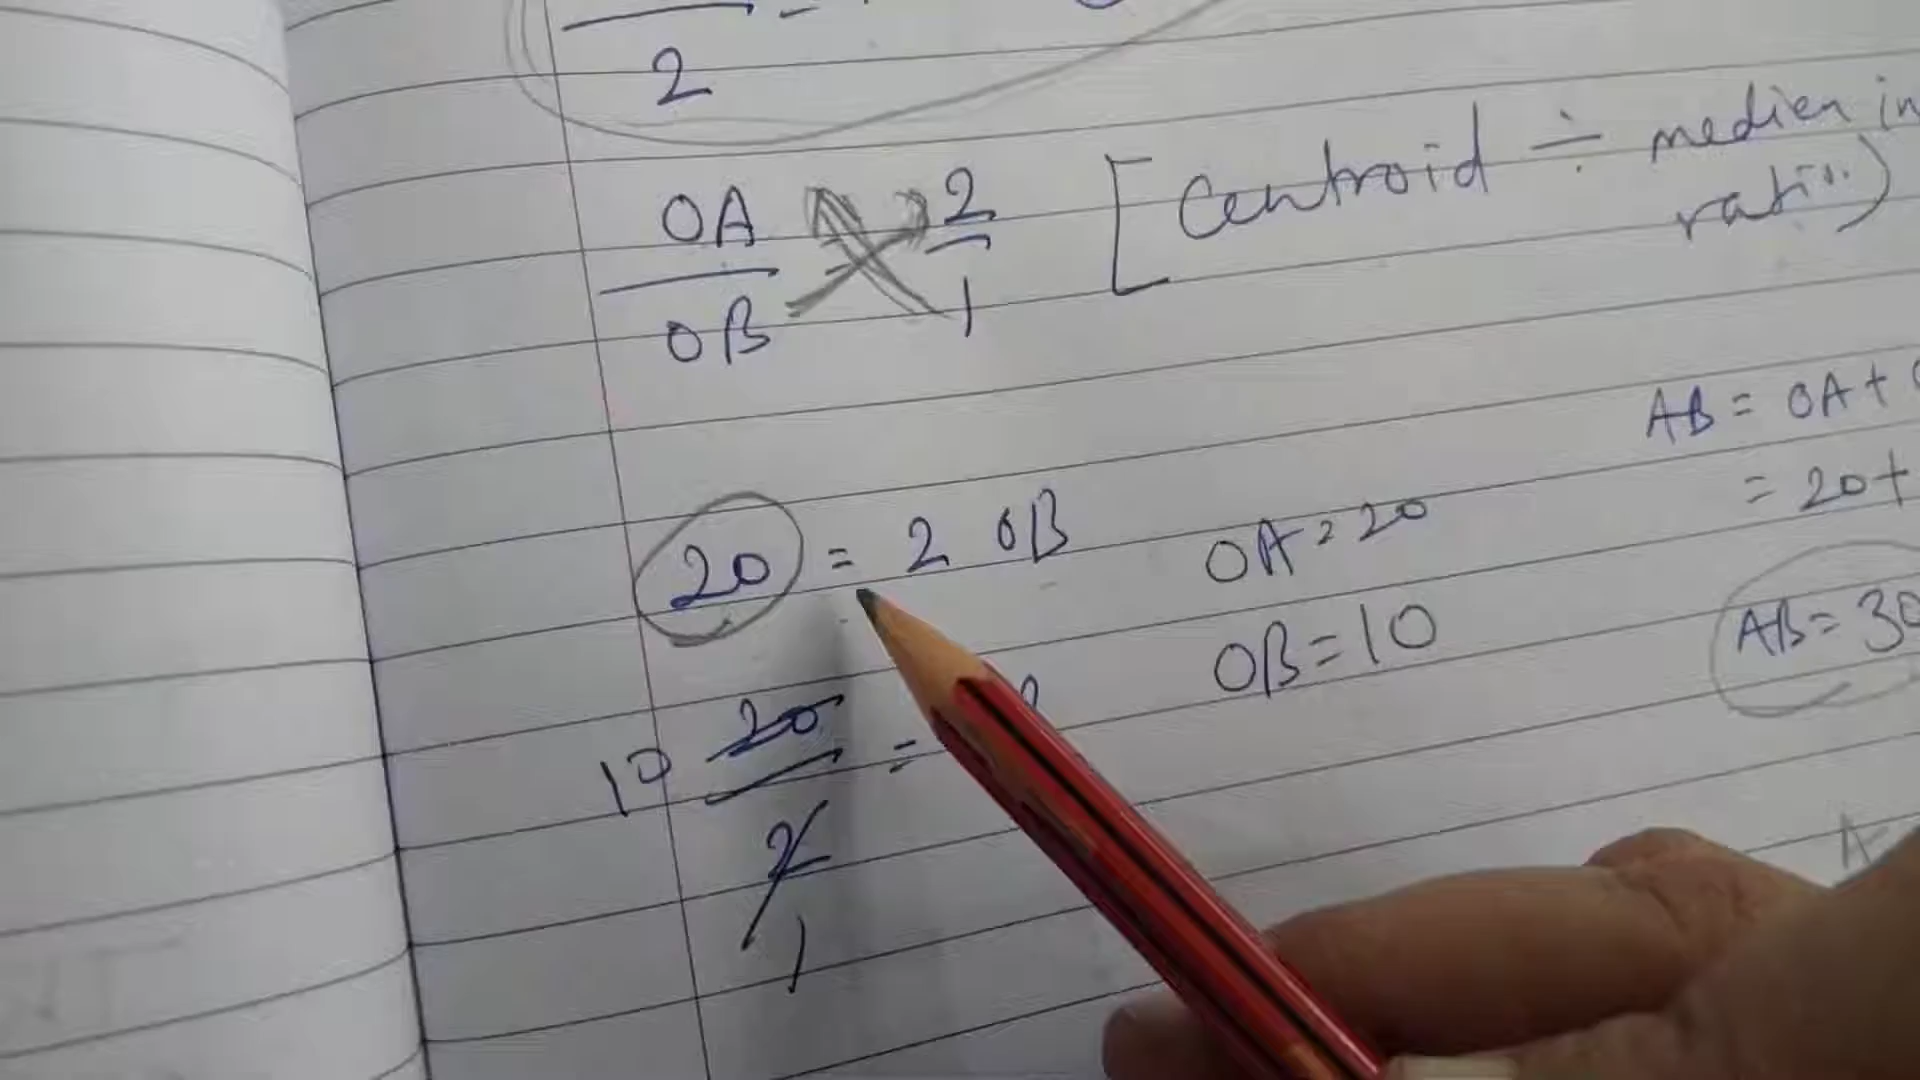 2
OA = 2 [Centroid ÷ median in
OB 1 ratio)
AB = OA +
20 = 2 OB OA = 20 = 20 +
OB = 10 AB = 30
10 20 =
2
1